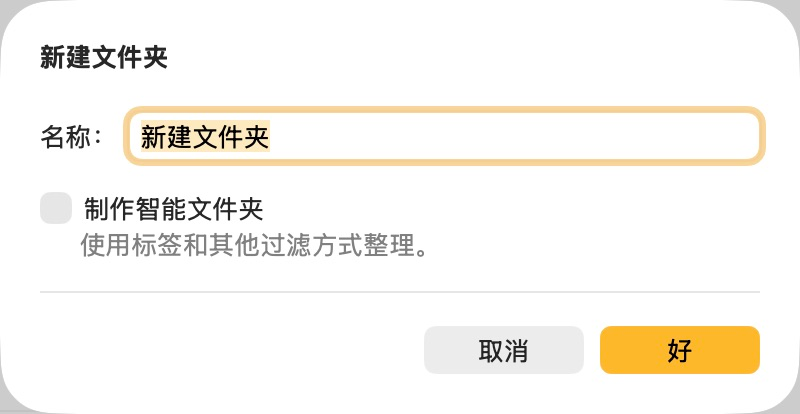 新建文件夹
名称：
新建文件夹
制作智能文件夹
使用标签和其他过滤方式整理。
取消
好